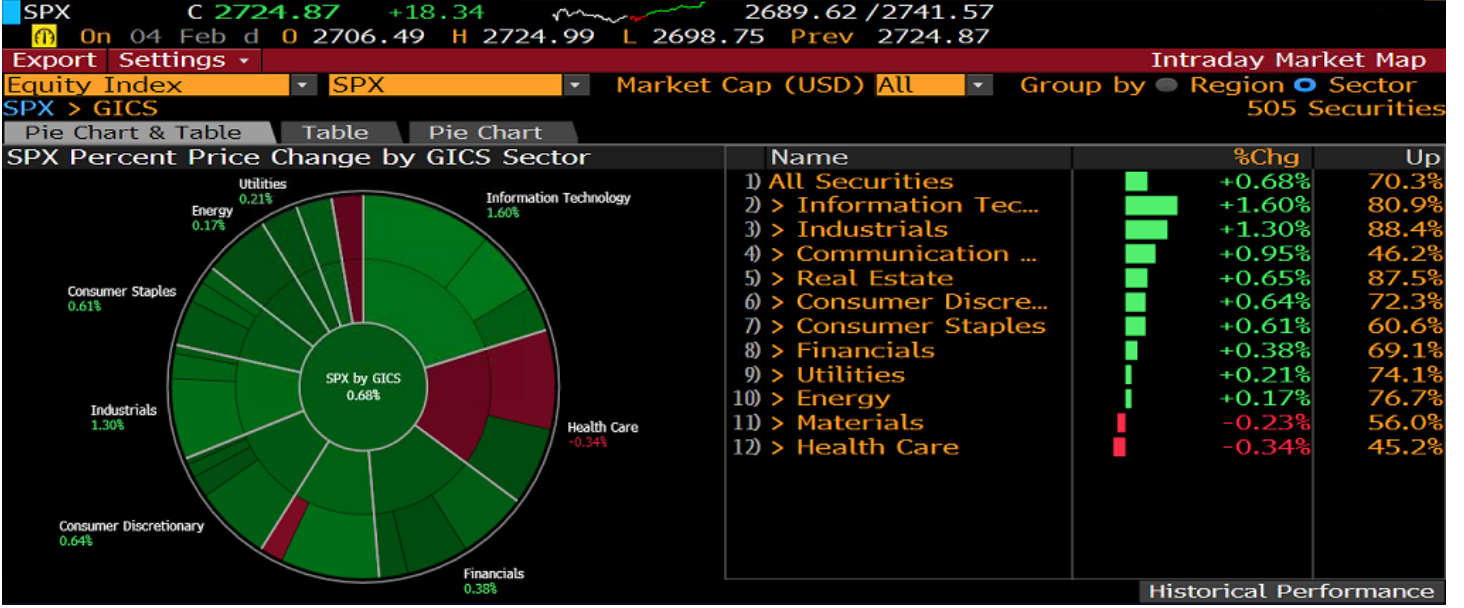 SPX C 2724.87 +18.34 2689.62 /2741.57
On 04 Feb d O 2706.49 H 2724.99 L 2698.75 Prev 2724.87
Export Settings Intraday Market Map
Equity Index SPX Market Cap (USD) All Group by Region Sector
SPX > GICS 505 Securities
Pie Chart & Table Table Pie Chart
SPX Percent Price Change by GICS Sector
Utilities
0.21%
Energy
0.17%
Information Technology
1.60%
Consumer Staples
0.61%
SPX by GICS
0.68%
Industrials
1.30%
Health Care
-0.34%
Consumer Discretionary
0.64%
Financials
0.38%
Name %Chg Up
1) All Securities +0.68% 70.3%
2) > Information Tec... +1.60% 80.9%
3) > Industrials +1.30% 88.4%
4) > Communication ... +0.95% 46.2%
5) > Real Estate +0.65% 87.5%
6) > Consumer Discre... +0.64% 72.3%
7) > Consumer Staples +0.61% 60.6%
8) > Financials +0.38% 69.1%
9) > Utilities +0.21% 74.1%
10) > Energy +0.17% 76.7%
11) > Materials -0.23% 56.0%
12) > Health Care -0.34% 45.2%
Historical Performance